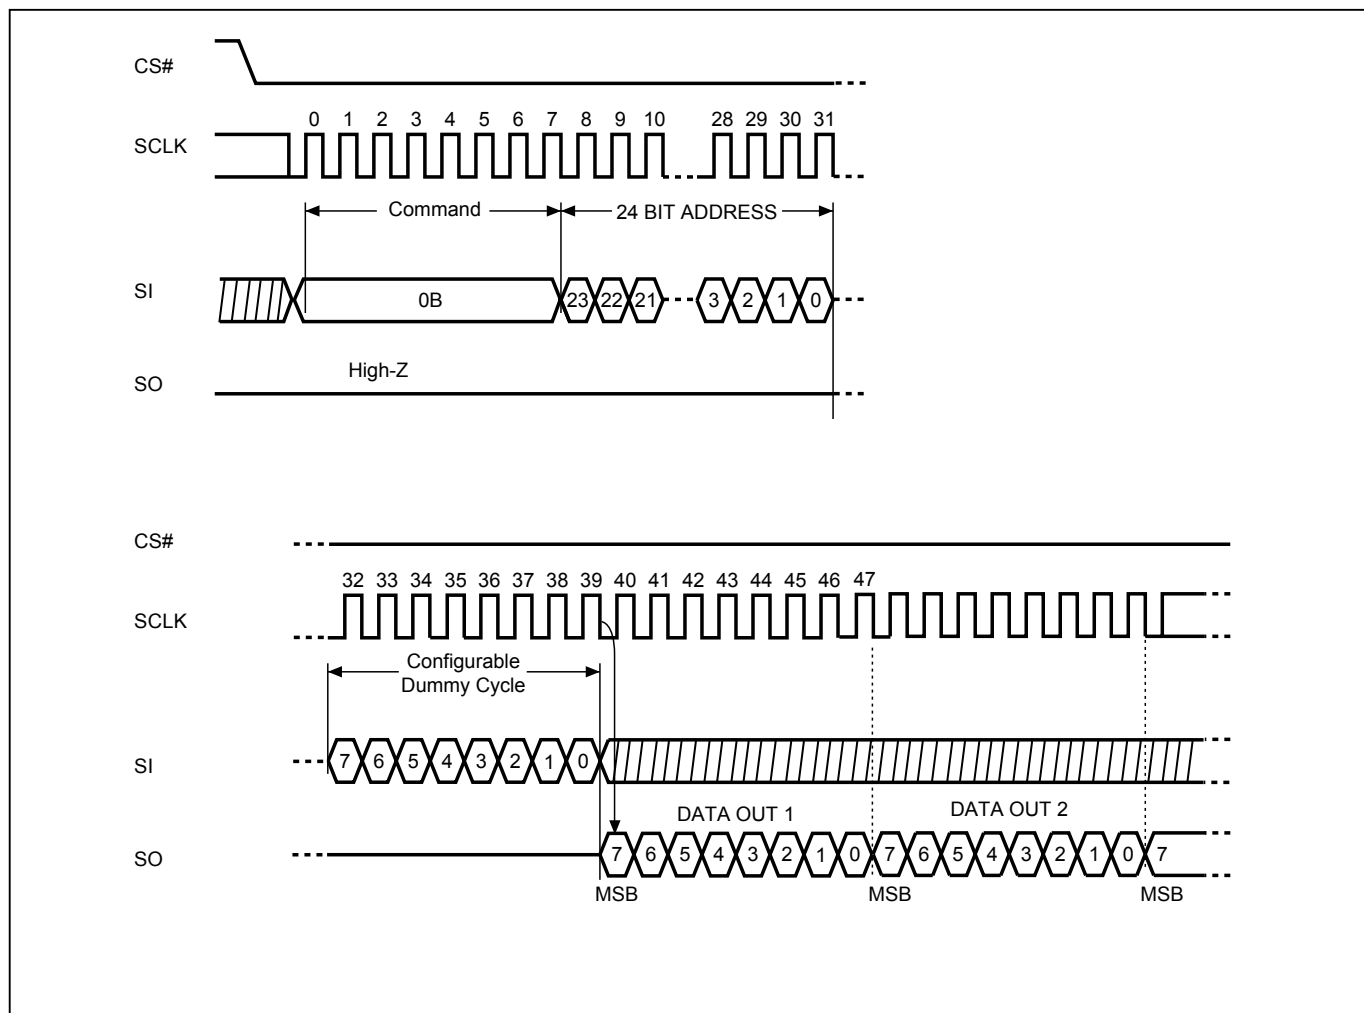 CS#
0 1 2 3 4 5 6 7 8 9 10 28 29 30 31
SCLK
Command 24 BIT ADDRESS
SI 0B 23 22 21 3 2 1 0
High-Z
SO
CS#
32 33 34 35 36 37 38 39 40 41 42 43 44 45 46 47
SCLK
Configurable
Dummy Cycle
SI 7 6 5 4 3 2 1 0
DATA OUT 1 DATA OUT 2
SO 7 6 5 4 3 2 1 0 7 6 5 4 3 2 1 0 7
MSB MSB MSB